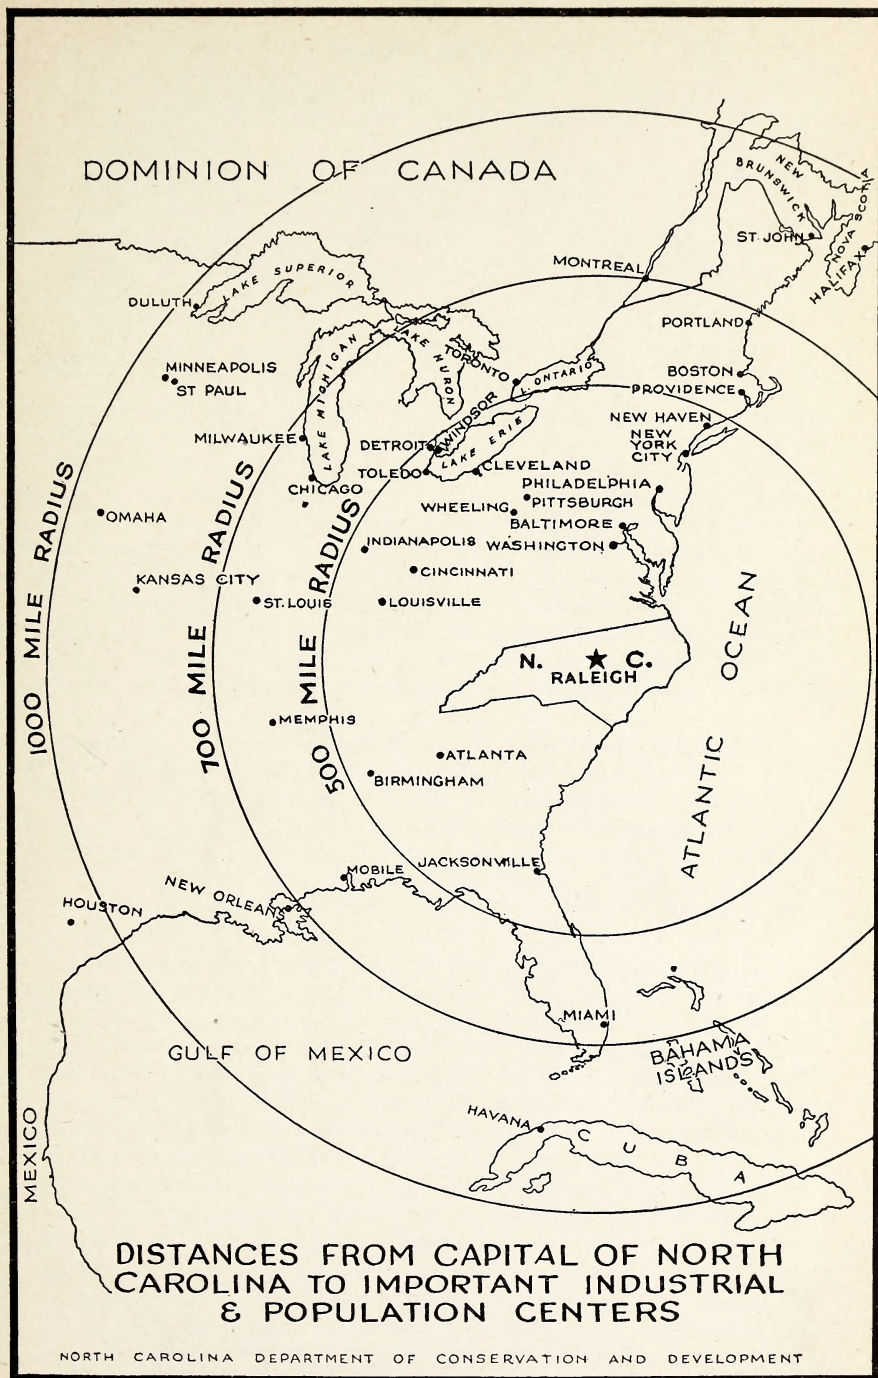 DOMINION OF CANADA
NEW
BRUNSWICK
ST. JOHN
NOVA SCOTIA
HALIFAX
MONTREAL
LAKE SUPERIOR
DULUTH
PORTLAND
MINNEAPOLIS
ST PAUL
LAKE MICHIGAN
LAKE HURON
TORONTO
L. ONTARIO
BOSTON
PROVIDENCE
NEW HAVEN
NEW
YORK
CITY
MILWAUKEE
DETROIT
WINDSOR
LAKE ERIE
TOLEDO
CLEVELAND
CHICAGO
PHILADELPHIA
PITTSBURGH
WHEELING
BALTIMORE
WASHINGTON
OMAHA
INDIANAPOLIS
CINCINNATI
KANSAS CITY
ST. LOUIS
LOUISVILLE
1000 MILE RADIUS
700 MILE RADIUS
500 MILE RADIUS
N. C.
RALEIGH
ATLANTIC OCEAN
MEMPHIS
ATLANTA
BIRMINGHAM
JACKSONVILLE
MOBILE
NEW ORLEANS
HOUSTON
MIAMI
GULF OF MEXICO
BAHAMA
ISLANDS
HAVANA
CUBA
MEXICO
DISTANCES FROM CAPITAL OF NORTH
CAROLINA TO IMPORTANT INDUSTRIAL
& POPULATION CENTERS
NORTH CAROLINA DEPARTMENT OF CONSERVATION AND DEVELOPMENT